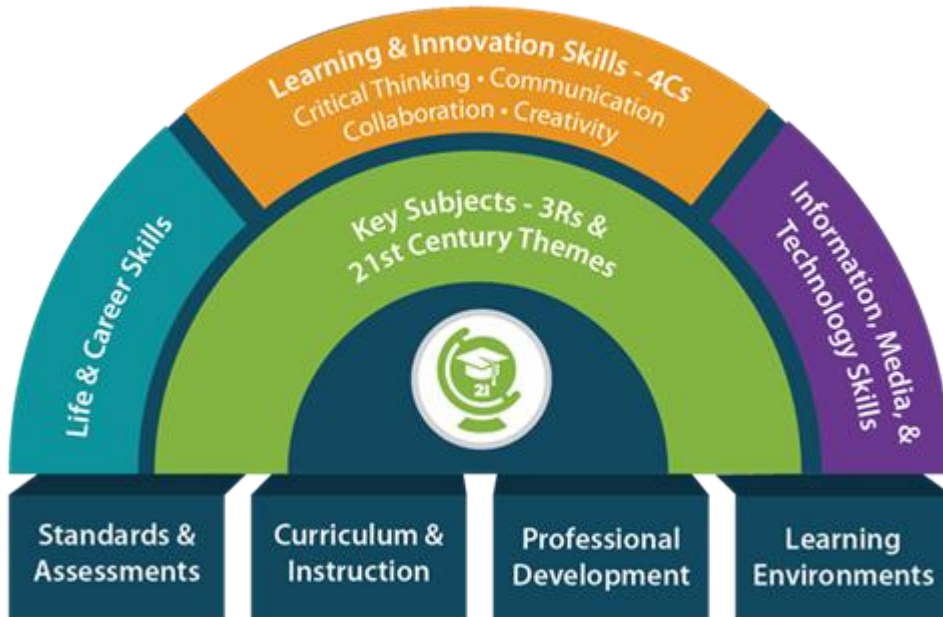 Learning & Innovation Skills - 4Cs
Critical Thinking • Communication
Collaboration • Creativity
Life & Career Skills
Key Subjects - 3Rs &
21st Century Themes
Information, Media, &
Technology Skills
21
Standards &
Assessments
Curriculum &
Instruction
Professional
Development
Learning
Environments